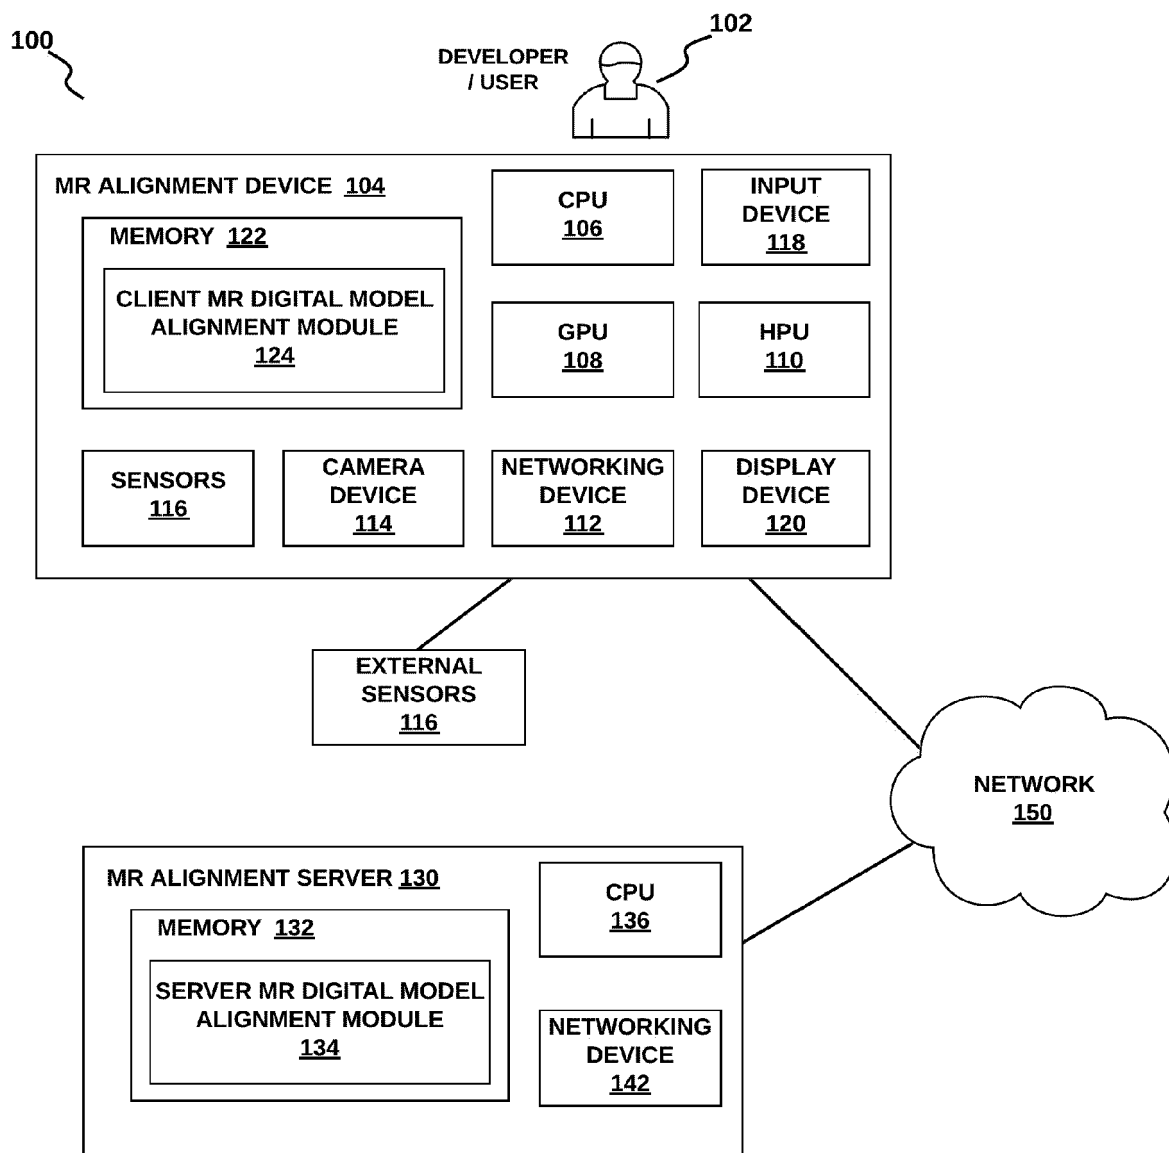 100
102
DEVELOPER
/ USER
MR ALIGNMENT DEVICE 104
MEMORY 122
CLIENT MR DIGITAL MODEL
ALIGNMENT MODULE
124
CPU
106
INPUT
DEVICE
118
GPU
108
HPU
110
SENSORS
116
CAMERA
DEVICE
114
NETWORKING
DEVICE
112
DISPLAY
DEVICE
120
EXTERNAL
SENSORS
116
NETWORK
150
MR ALIGNMENT SERVER 130
MEMORY 132
SERVER MR DIGITAL MODEL
ALIGNMENT MODULE
134
CPU
136
NETWORKING
DEVICE
142